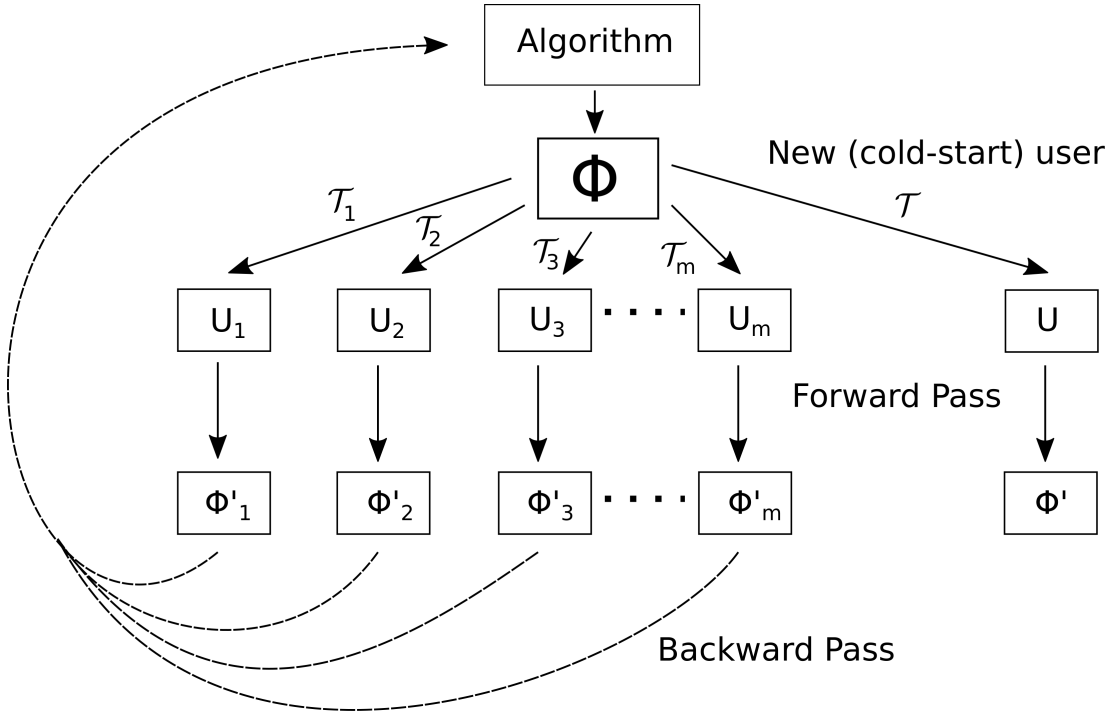 Algorithm
Φ
New (cold-start) user
𝒯1
𝒯2
𝒯3
𝒯m
𝒯
U1
U2
U3
....
Um
U
Forward Pass
Φ'1
Φ'2
Φ'3
....
Φ'm
Φ'
Backward Pass